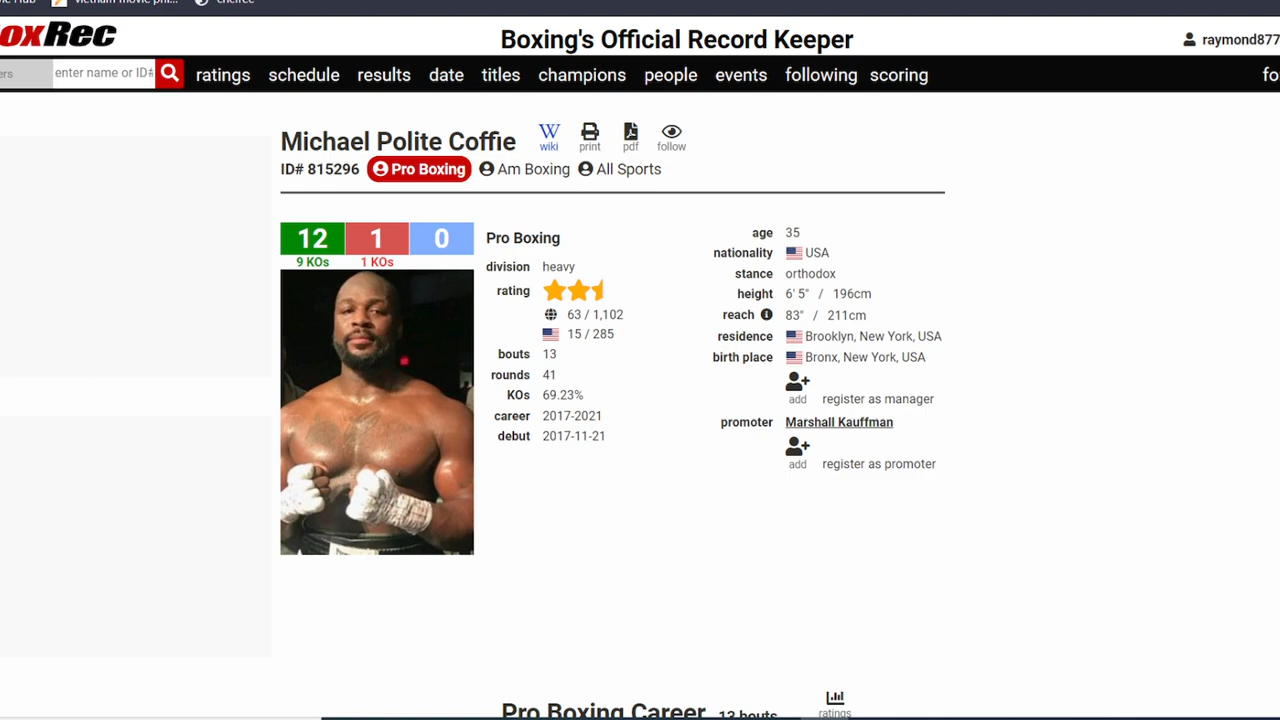 vietnam movie phi...
oxRec
Boxing's Official Record Keeper
raymond877
ers
enter name or ID#
ratings schedule results date titles champions people events following scoring
fo
Michael Polite Coffie
W
wiki print pdf follow
ID# 815296 Pro Boxing Am Boxing All Sports
12 1 0
9 KOs 1 KOs
Pro Boxing
division heavy
rating
63 / 1,102
15 / 285
bouts 13
rounds 41
KOs 69.23%
career 2017-2021
debut 2017-11-21
age 35
nationality USA
stance orthodox
height 6' 5" / 196cm
reach 83" / 211cm
residence Brooklyn, New York, USA
birth place Bronx, New York, USA
add register as manager
promoter Marshall Kauffman
add register as promoter
Pro Boxing Career 13 bouts
ratings